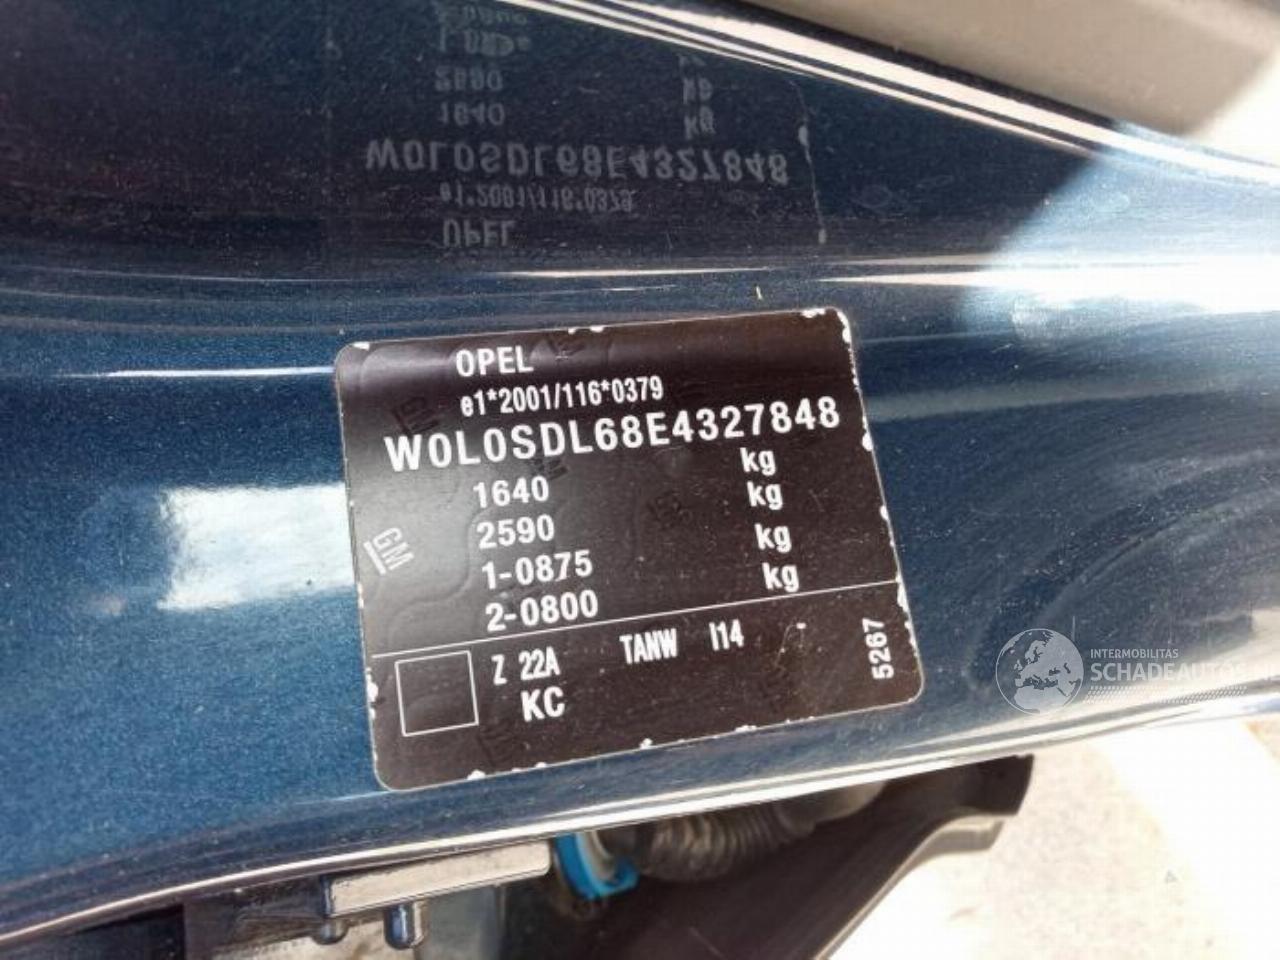 OPEL
e1*2001/116*0379
W0L0SDL68E4327848
1640 kg
2590 kg
1-0875 kg
2-0800 kg
GM
Z 22A TANW I14 -
KC
5267
INTERMOBILITAS
SCHADEAUTOS.NL